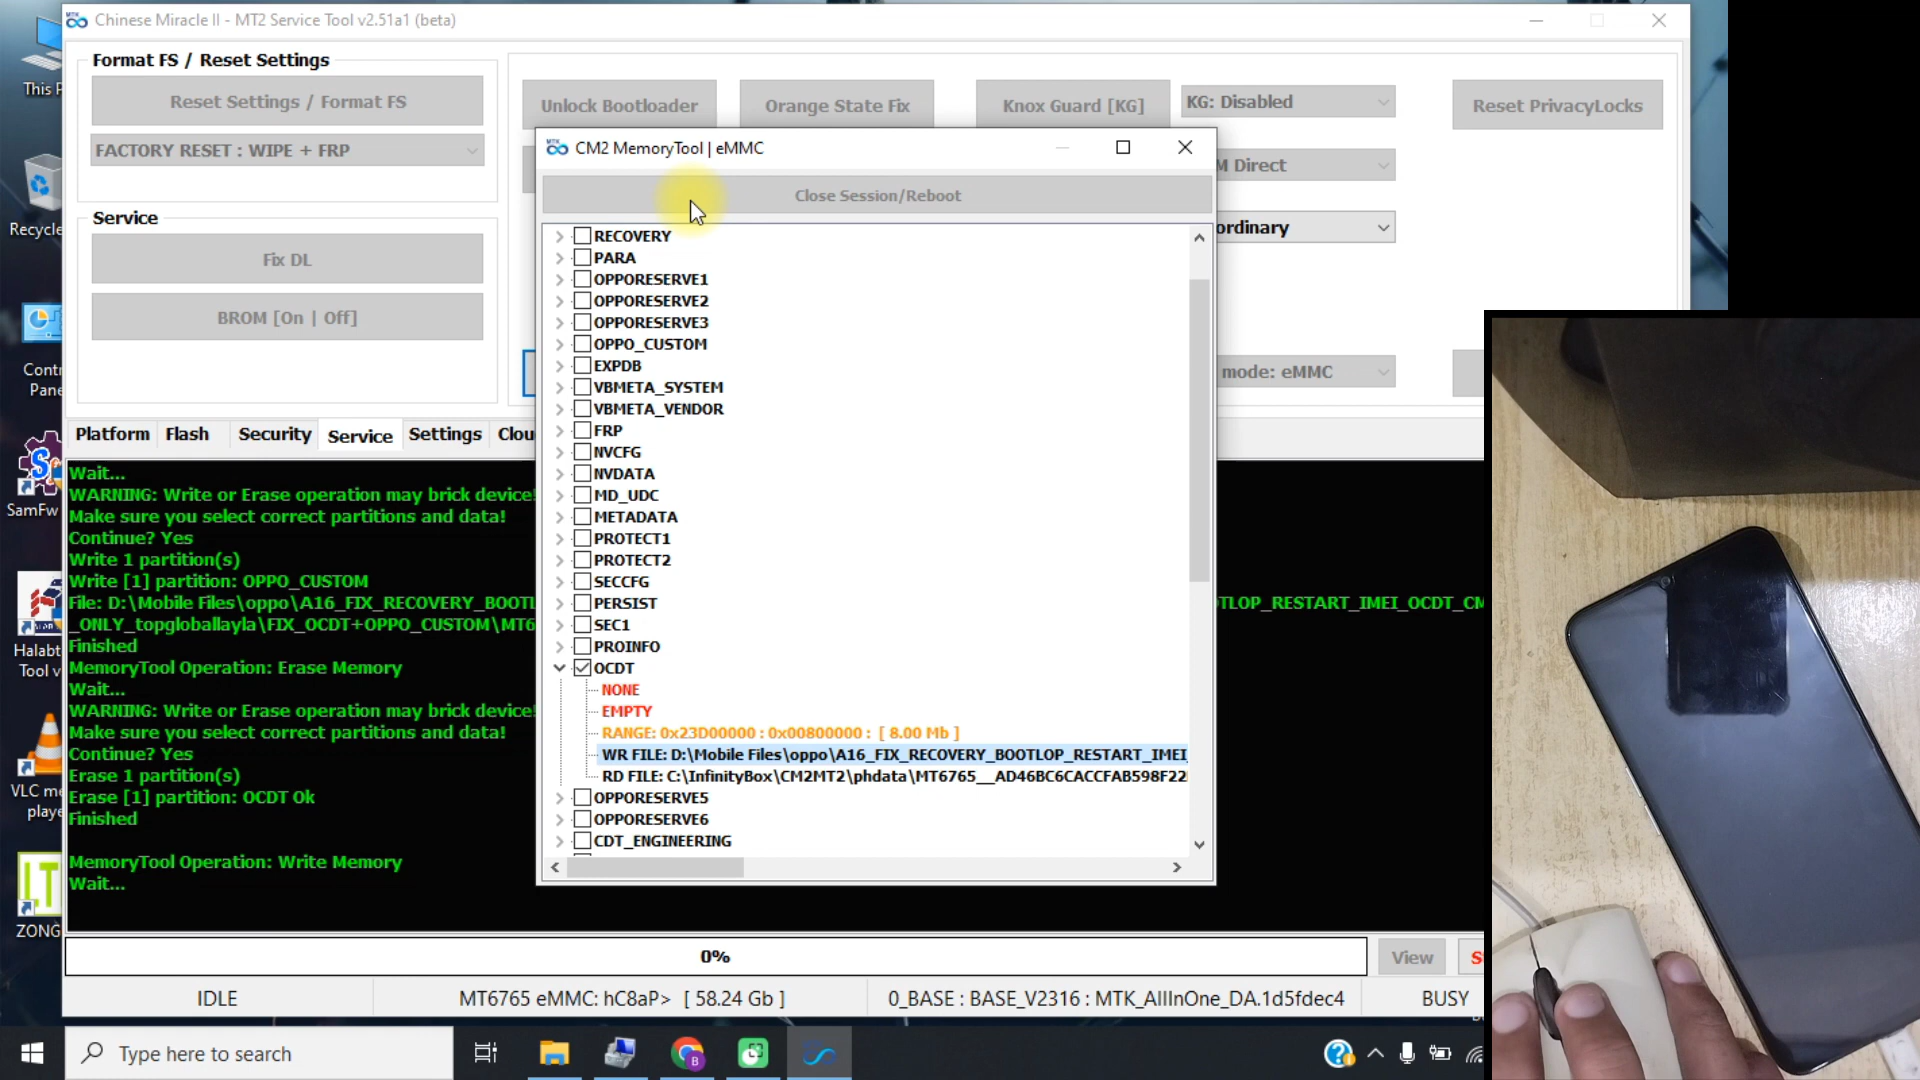 Chinese Miracle II - MT2 Service Tool v2.51a1 (beta)
This P
Recycle
Contr
Pane
SamFw
Halabt
Tool v
VLC me
playe
ZONG
Format FS / Reset Settings
Reset Settings / Format FS
FACTORY RESET : WIPE + FRP
Service
Fix DL
BROM [On | Off]
Unlock Bootloader
Orange State Fix
Knox Guard [KG]
KG: Disabled
Reset PrivacyLocks
M Direct
ordinary
mode: eMMC
CM2 MemoryTool | eMMC
Close Session/Reboot
RECOVERY
PARA
OPPORESERVE1
OPPORESERVE2
OPPORESERVE3
OPPO_CUSTOM
EXPDB
VBMETA_SYSTEM
VBMETA_VENDOR
FRP
NVCFG
NVDATA
MD_UDC
METADATA
PROTECT1
PROTECT2
SECCFG
PERSIST
SEC1
PROINFO
OCDT
NONE
EMPTY
RANGE: 0x23D00000 : 0x00800000 : [ 8.00 Mb ]
WR FILE: D:\Mobile Files\oppo\A16_FIX_RECOVERY_BOOTLOP_RESTART_IMEI_
RD FILE: C:\InfinityBox\CM2MT2\phdata\MT6765__AD46BC6CACCFAB598F22
OPPORESERVE5
OPPORESERVE6
CDT_ENGINEERING
Platform Flash Security Service Settings Clou
Wait...
WARNING: Write or Erase operation may brick device!
Make sure you select correct partitions and data!
Continue? Yes
Write 1 partition(s)
Write [1] partition: OPPO_CUSTOM
File: D:\Mobile Files\oppo\A16_FIX_RECOVERY_BOOTL TLOP_RESTART_IMEI_OCDT_CM
_ONLY_topgloballayla\FIX_OCDT+OPPO_CUSTOM\MT6
Finished
MemoryTool Operation: Erase Memory
Wait...
WARNING: Write or Erase operation may brick device!
Make sure you select correct partitions and data!
Continue? Yes
Erase 1 partition(s)
Erase [1] partition: OCDT Ok
Finished
MemoryTool Operation: Write Memory
Wait...
0%
View
S
IDLE
MT6765 eMMC: hC8aP> [ 58.24 Gb ]
0_BASE : BASE_V2316 : MTK_AllInOne_DA.1d5fdec4
BUSY
Type here to search